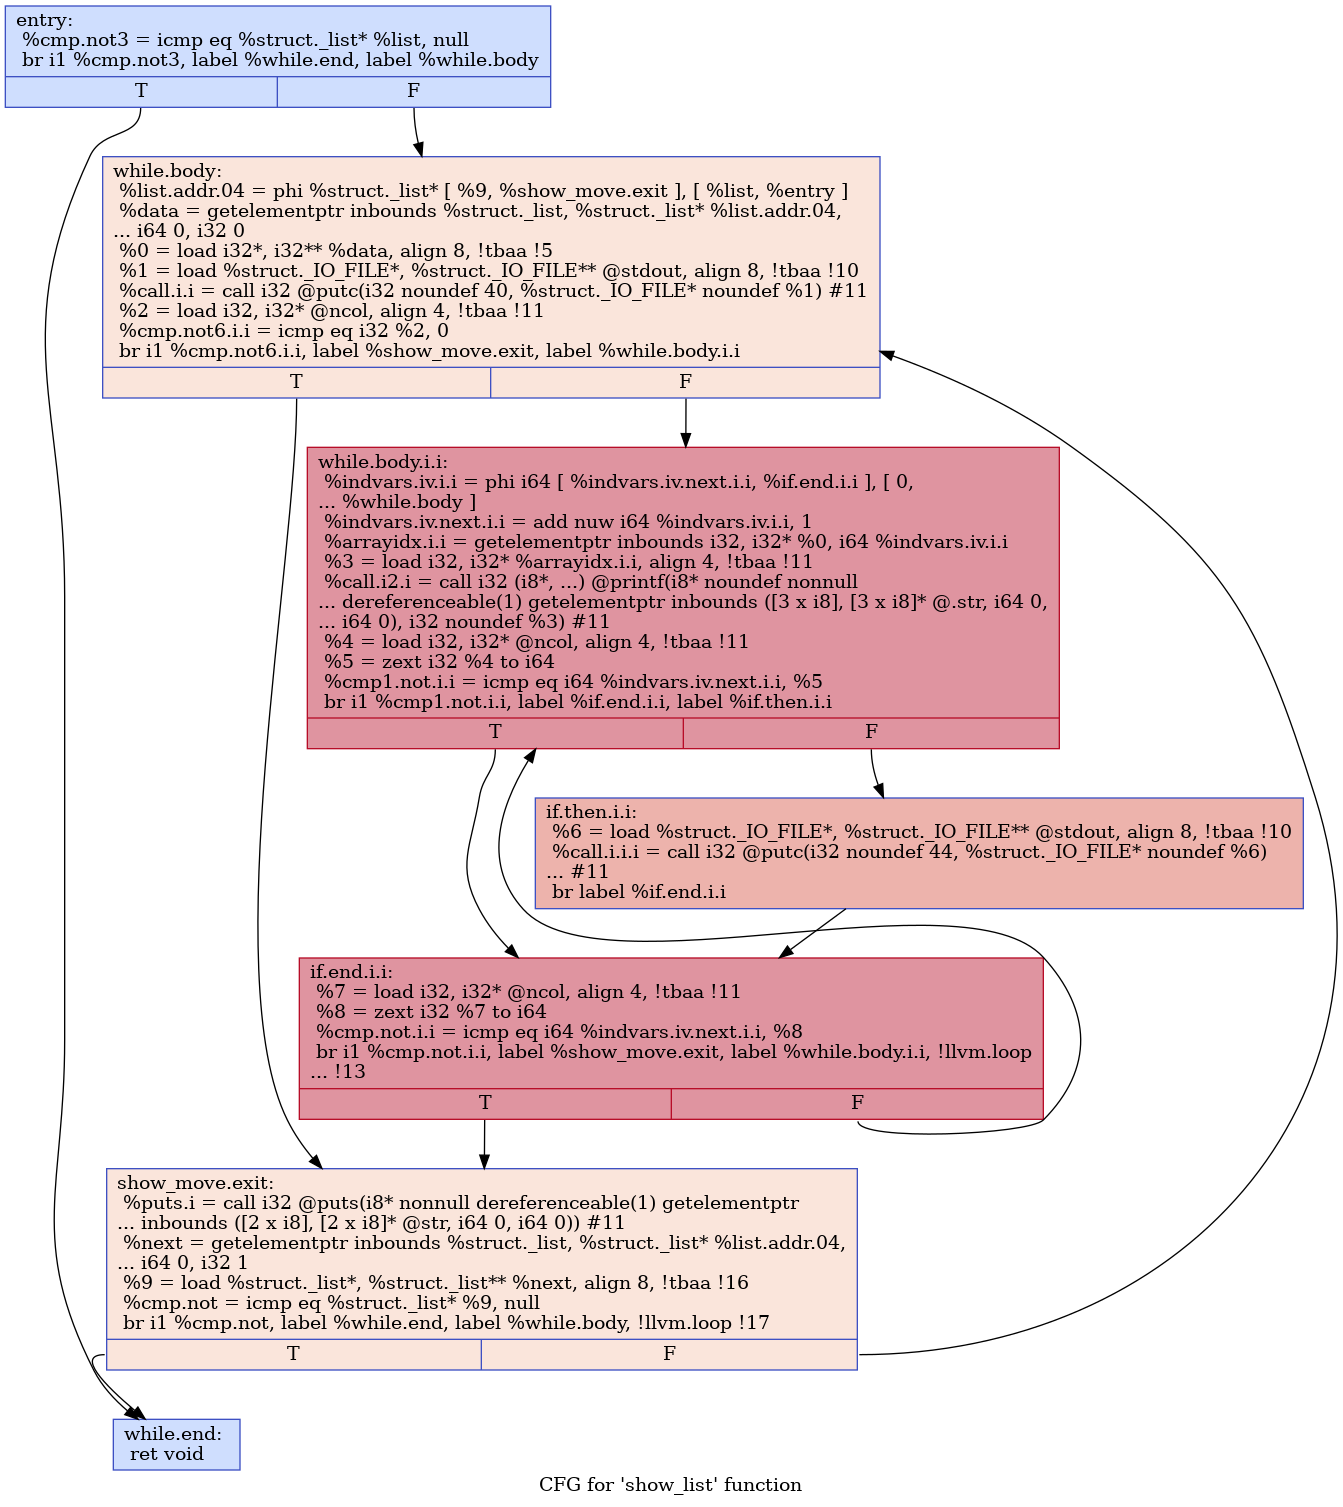 entry:
%cmp.not3 = icmp eq %struct._list* %list, null
br i1 %cmp.not3, label %while.end, label %while.body
T
F
while.body:
%list.addr.04 = phi %struct._list* [ %9, %show_move.exit ], [ %list, %entry ]
%data = getelementptr inbounds %struct._list, %struct._list* %list.addr.04,
... i64 0, i32 0
%0 = load i32*, i32** %data, align 8, !tbaa !5
%1 = load %struct._IO_FILE*, %struct._IO_FILE** @stdout, align 8, !tbaa !10
%call.i.i = call i32 @putc(i32 noundef 40, %struct._IO_FILE* noundef %1) #11
%2 = load i32, i32* @ncol, align 4, !tbaa !11
%cmp.not6.i.i = icmp eq i32 %2, 0
br i1 %cmp.not6.i.i, label %show_move.exit, label %while.body.i.i
T
F
while.body.i.i:
%indvars.iv.i.i = phi i64 [ %indvars.iv.next.i.i, %if.end.i.i ], [ 0,
... %while.body ]
%indvars.iv.next.i.i = add nuw i64 %indvars.iv.i.i, 1
%arrayidx.i.i = getelementptr inbounds i32, i32* %0, i64 %indvars.iv.i.i
%3 = load i32, i32* %arrayidx.i.i, align 4, !tbaa !11
%call.i2.i = call i32 (i8*, ...) @printf(i8* noundef nonnull
... dereferenceable(1) getelementptr inbounds ([3 x i8], [3 x i8]* @.str, i64 0,
... i64 0), i32 noundef %3) #11
%4 = load i32, i32* @ncol, align 4, !tbaa !11
%5 = zext i32 %4 to i64
%cmp1.not.i.i = icmp eq i64 %indvars.iv.next.i.i, %5
br i1 %cmp1.not.i.i, label %if.end.i.i, label %if.then.i.i
T
F
if.then.i.i:
%6 = load %struct._IO_FILE*, %struct._IO_FILE** @stdout, align 8, !tbaa !10
%call.i.i.i = call i32 @putc(i32 noundef 44, %struct._IO_FILE* noundef %6)
... #11
br label %if.end.i.i
if.end.i.i:
%7 = load i32, i32* @ncol, align 4, !tbaa !11
%8 = zext i32 %7 to i64
%cmp.not.i.i = icmp eq i64 %indvars.iv.next.i.i, %8
br i1 %cmp.not.i.i, label %show_move.exit, label %while.body.i.i, !llvm.loop
... !13
T
F
show_move.exit:
%puts.i = call i32 @puts(i8* nonnull dereferenceable(1) getelementptr
... inbounds ([2 x i8], [2 x i8]* @str, i64 0, i64 0)) #11
%next = getelementptr inbounds %struct._list, %struct._list* %list.addr.04,
... i64 0, i32 1
%9 = load %struct._list*, %struct._list** %next, align 8, !tbaa !16
%cmp.not = icmp eq %struct._list* %9, null
br i1 %cmp.not, label %while.end, label %while.body, !llvm.loop !17
T
F
while.end:
ret void
CFG for 'show_list' function